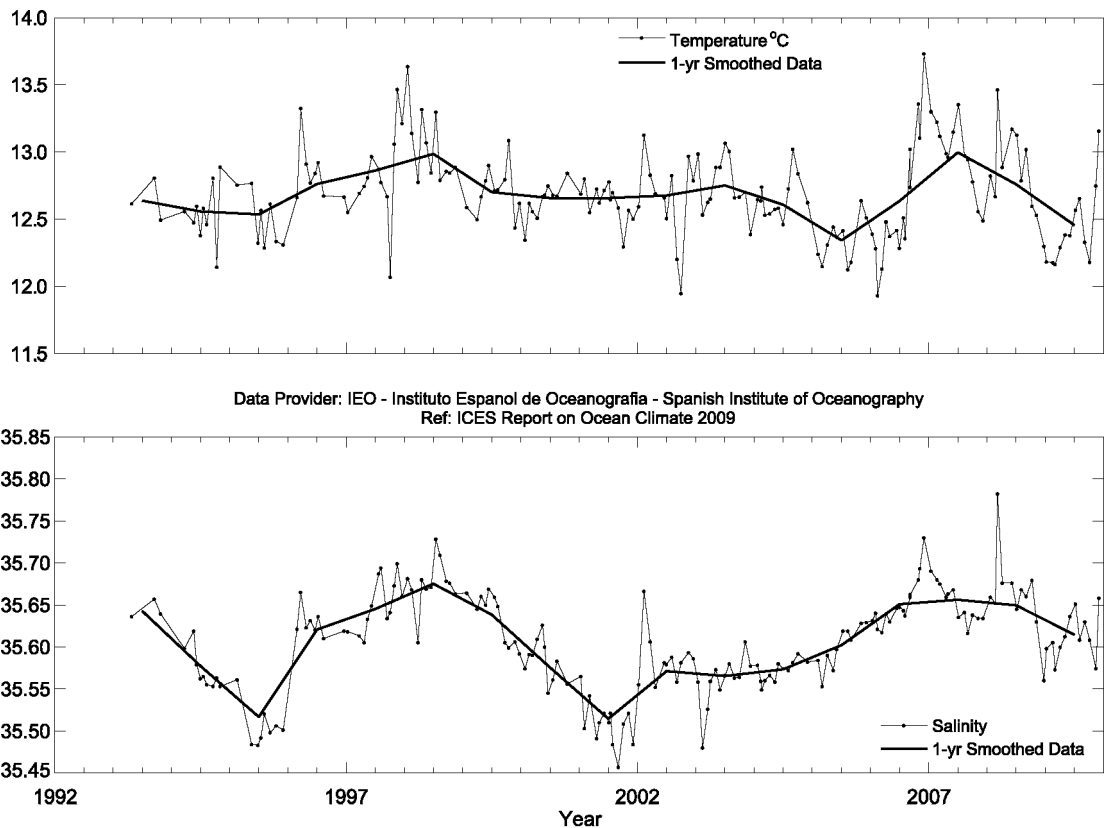 14.0
13.5
13.0
12.5
12.0
11.5
Temperature °C
1-yr Smoothed Data
Data Provider: IEO - Instituto Espanol de Oceanografia - Spanish Institute of Oceanography
Ref: ICES Report on Ocean Climate 2009
35.85
35.80
35.75
35.70
35.65
35.60
35.55
35.50
35.45
Salinity
1-yr Smoothed Data
1992 1997 2002 2007
Year